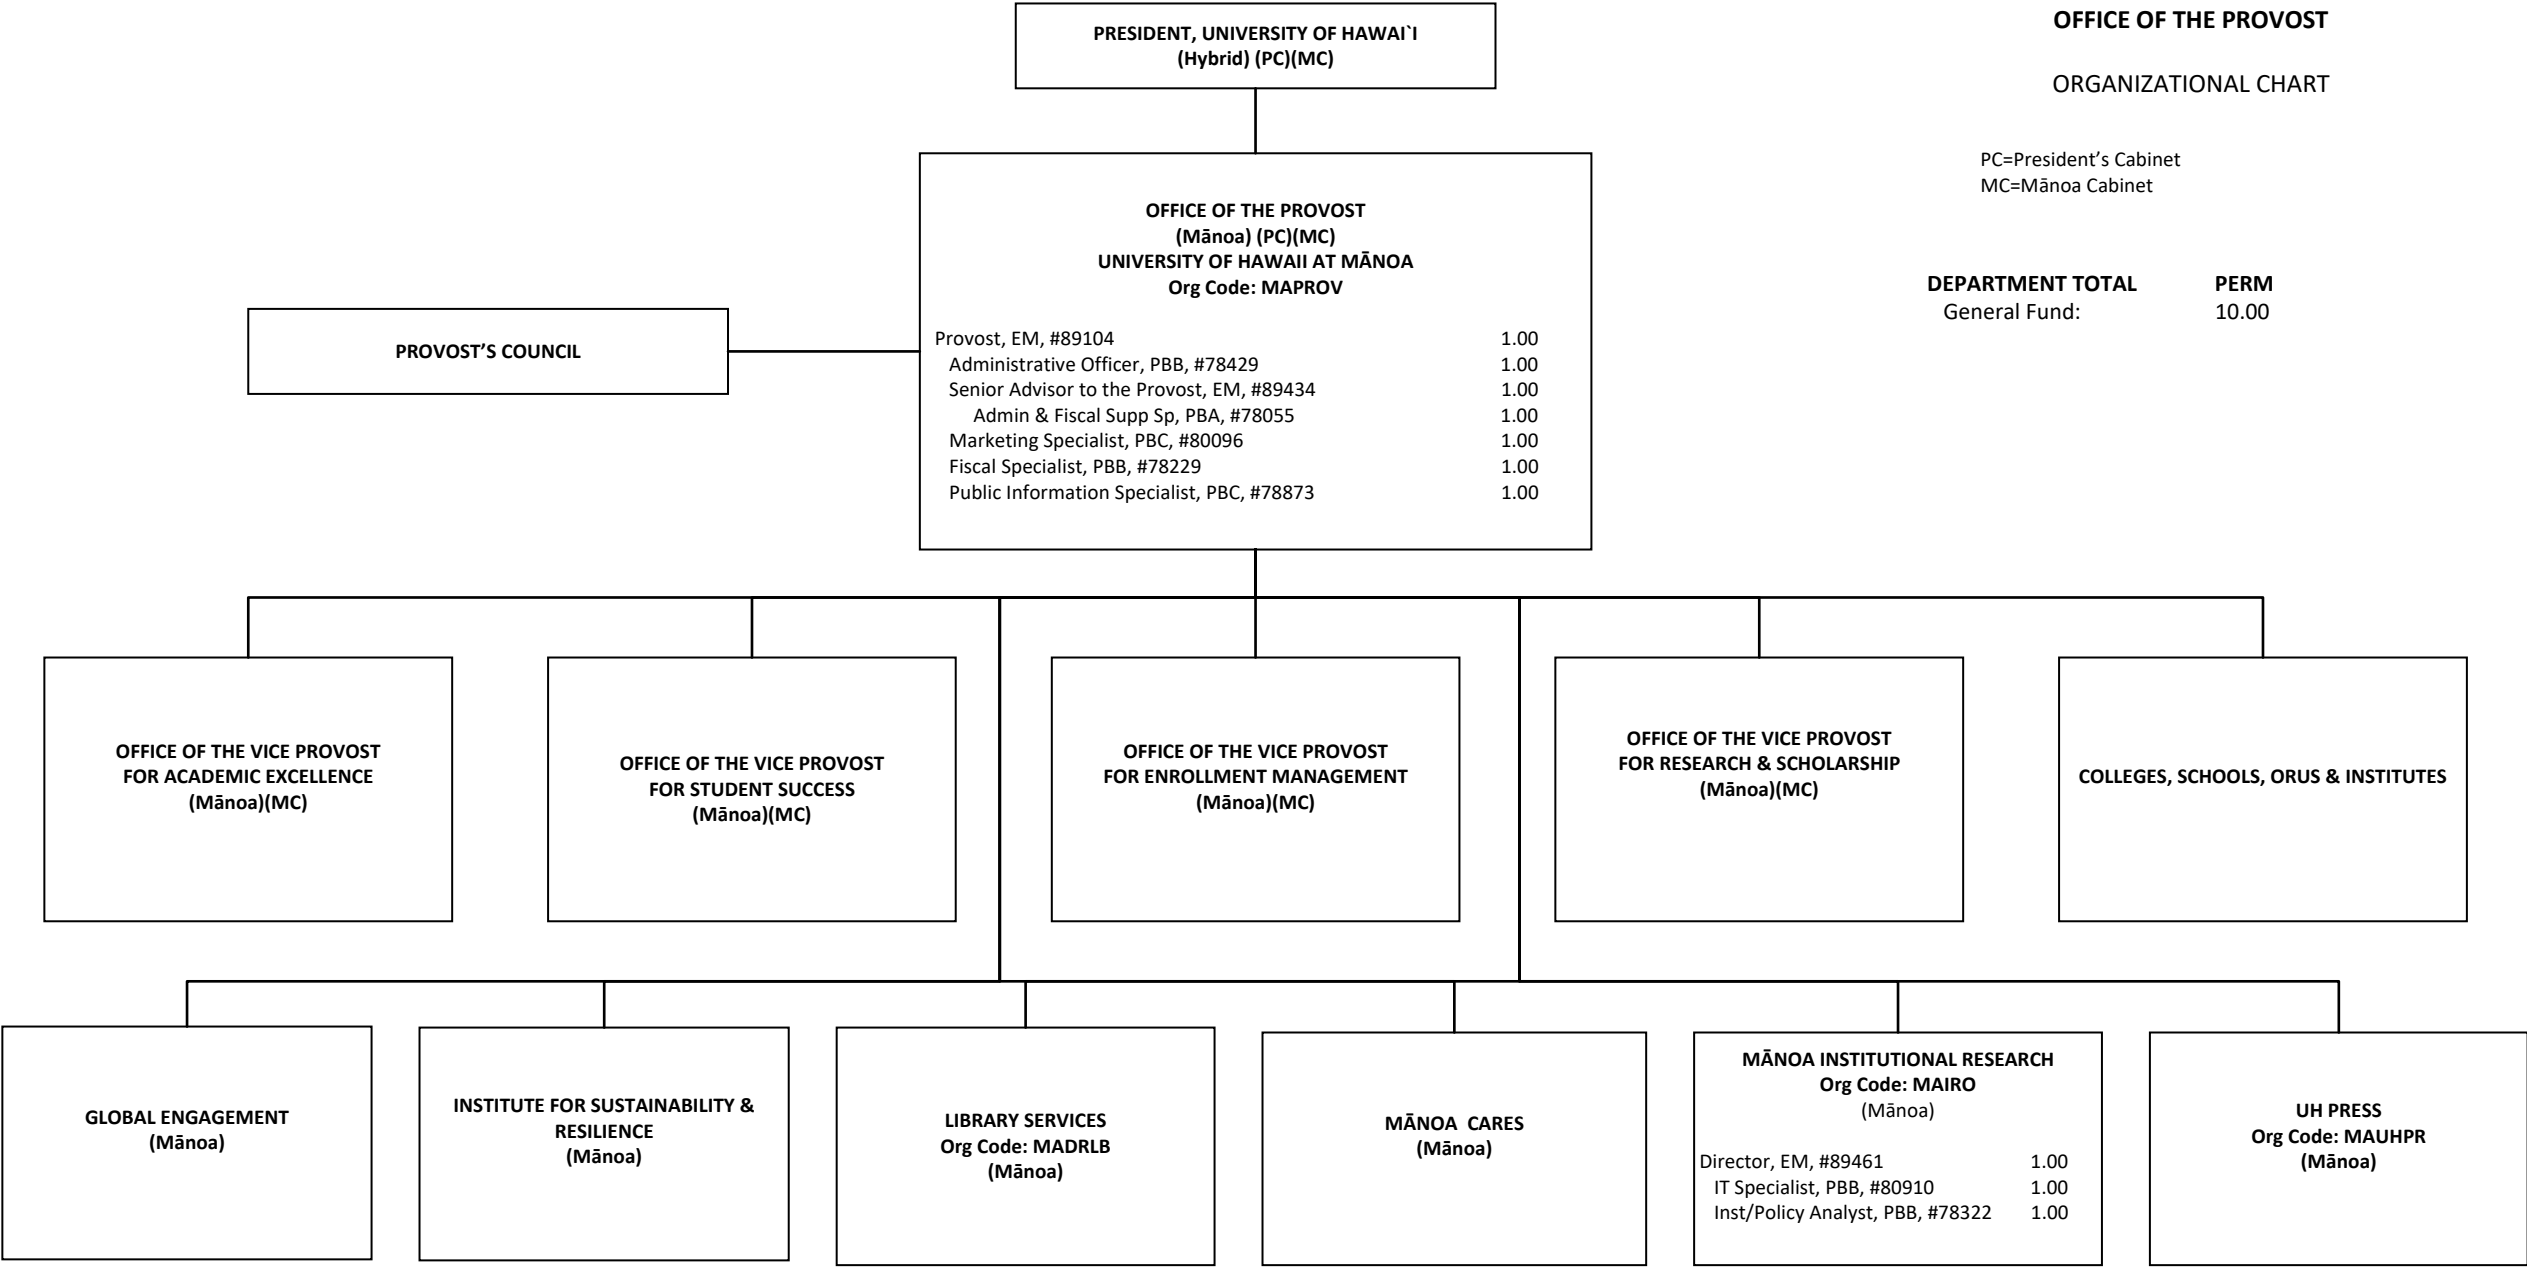 PRESIDENT, UNIVERSITY OF HAWAI`I
(Hybrid) (PC)(MC)
OFFICE OF THE PROVOST
ORGANIZATIONAL CHART
PC=President’s Cabinet
MC=Mānoa Cabinet
DEPARTMENT TOTAL PERM
General Fund: 10.00
OFFICE OF THE PROVOST
(Mānoa) (PC)(MC)
UNIVERSITY OF HAWAII AT MĀNOA
Org Code: MAPROV
Provost, EM, #89104 1.00
Administrative Officer, PBB, #78429 1.00
Senior Advisor to the Provost, EM, #89434 1.00
Admin & Fiscal Supp Sp, PBA, #78055 1.00
Marketing Specialist, PBC, #80096 1.00
Fiscal Specialist, PBB, #78229 1.00
Public Information Specialist, PBC, #78873 1.00
PROVOST’S COUNCIL
OFFICE OF THE VICE PROVOST
FOR ACADEMIC EXCELLENCE
(Mānoa)(MC)
OFFICE OF THE VICE PROVOST
FOR STUDENT SUCCESS
(Mānoa)(MC)
OFFICE OF THE VICE PROVOST
FOR ENROLLMENT MANAGEMENT
(Mānoa)(MC)
OFFICE OF THE VICE PROVOST
FOR RESEARCH & SCHOLARSHIP
(Mānoa)(MC)
COLLEGES, SCHOOLS, ORUS & INSTITUTES
GLOBAL ENGAGEMENT
(Mānoa)
INSTITUTE FOR SUSTAINABILITY &
RESILIENCE
(Mānoa)
LIBRARY SERVICES
Org Code: MADRLB
(Mānoa)
MĀNOA CARES
(Mānoa)
MĀNOA INSTITUTIONAL RESEARCH
Org Code: MAIRO
(Mānoa)
Director, EM, #89461 1.00
IT Specialist, PBB, #80910 1.00
Inst/Policy Analyst, PBB, #78322 1.00
UH PRESS
Org Code: MAUHPR
(Mānoa)